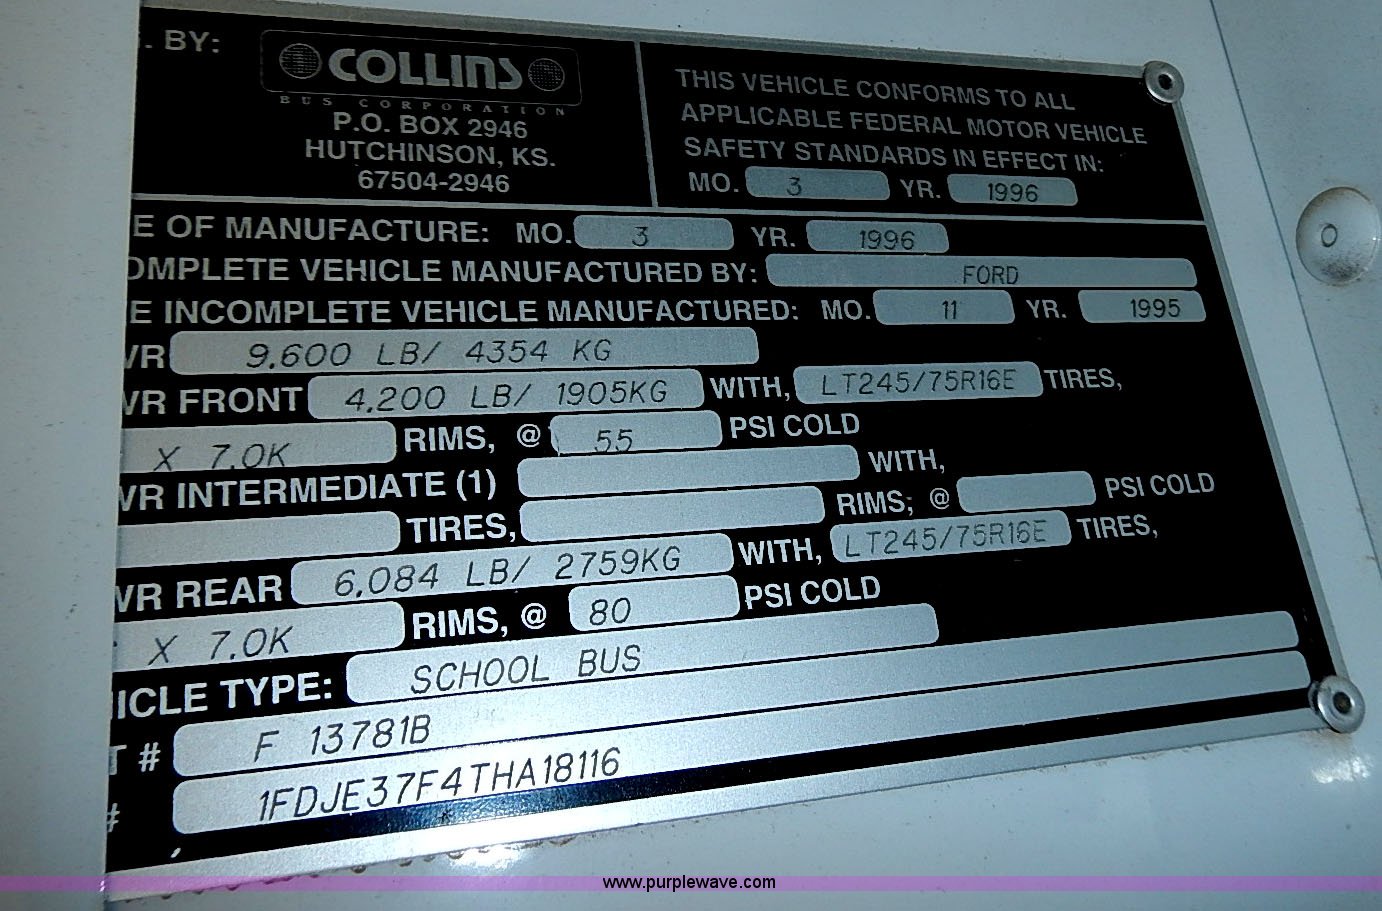 . BY:
COLLINS
BUS CORPORATION
P.O. BOX 2946
HUTCHINSON, KS.
67504-2946
THIS VEHICLE CONFORMS TO ALL
APPLICABLE FEDERAL MOTOR VEHICLE
SAFETY STANDARDS IN EFFECT IN:
MO. 3 YR. 1996
E OF MANUFACTURE: MO. 3 YR. 1996
OMPLETE VEHICLE MANUFACTURED BY: FORD
E INCOMPLETE VEHICLE MANUFACTURED: MO. 11 YR. 1995
VR 9,600 LB/ 4354 KG
VR FRONT 4,200 LB/ 1905KG WITH, LT245/75R16E TIRES,
X 7.0K RIMS, @ 55 PSI COLD
VR INTERMEDIATE (1) WITH,
TIRES, RIMS; @ PSI COLD
VR REAR 6,084 LB/ 2759KG WITH, LT245/75R16E TIRES,
X 7.0K RIMS, @ 80 PSI COLD
ICLE TYPE: SCHOOL BUS
T # F 13781B
# 1FDJE37F4THA18116
www.purplewave.com